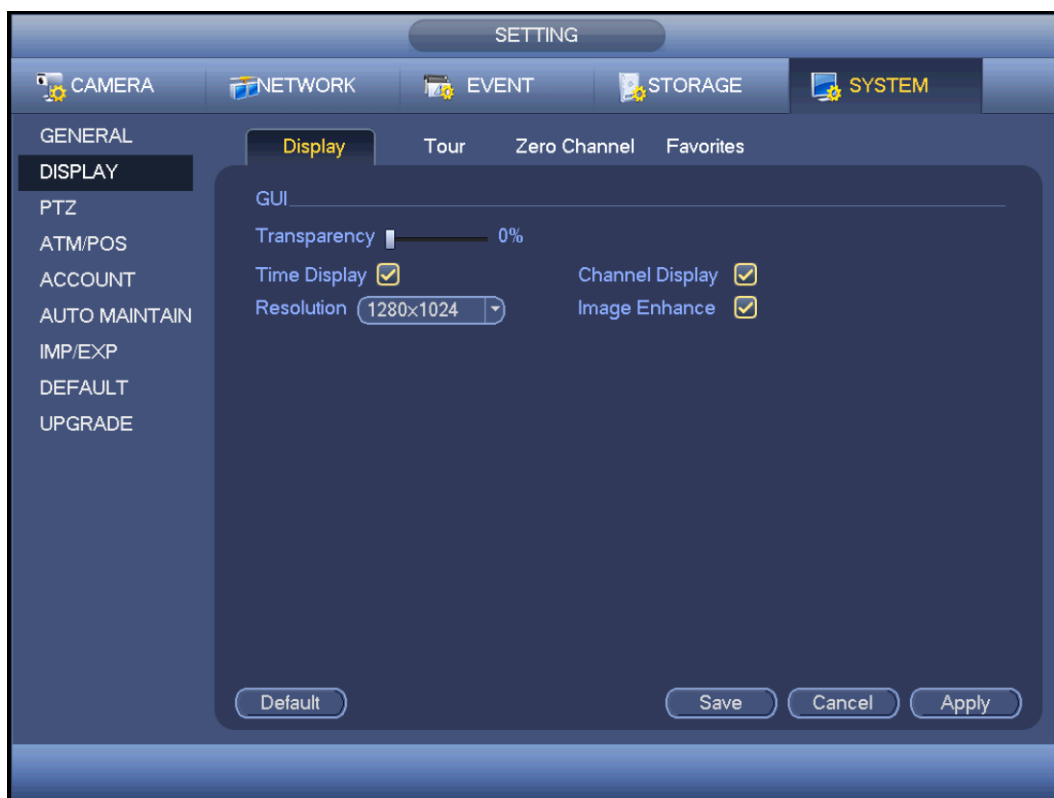 SETTING
CAMERA NETWORK EVENT STORAGE SYSTEM
GENERAL
DISPLAY
PTZ
ATM/POS
ACCOUNT
AUTO MAINTAIN
IMP/EXP
DEFAULT
UPGRADE
Display Tour Zero Channel Favorites
GUI
Transparency 0%
Time Display Channel Display
Resolution 1280×1024 Image Enhance
Default Save Cancel Apply